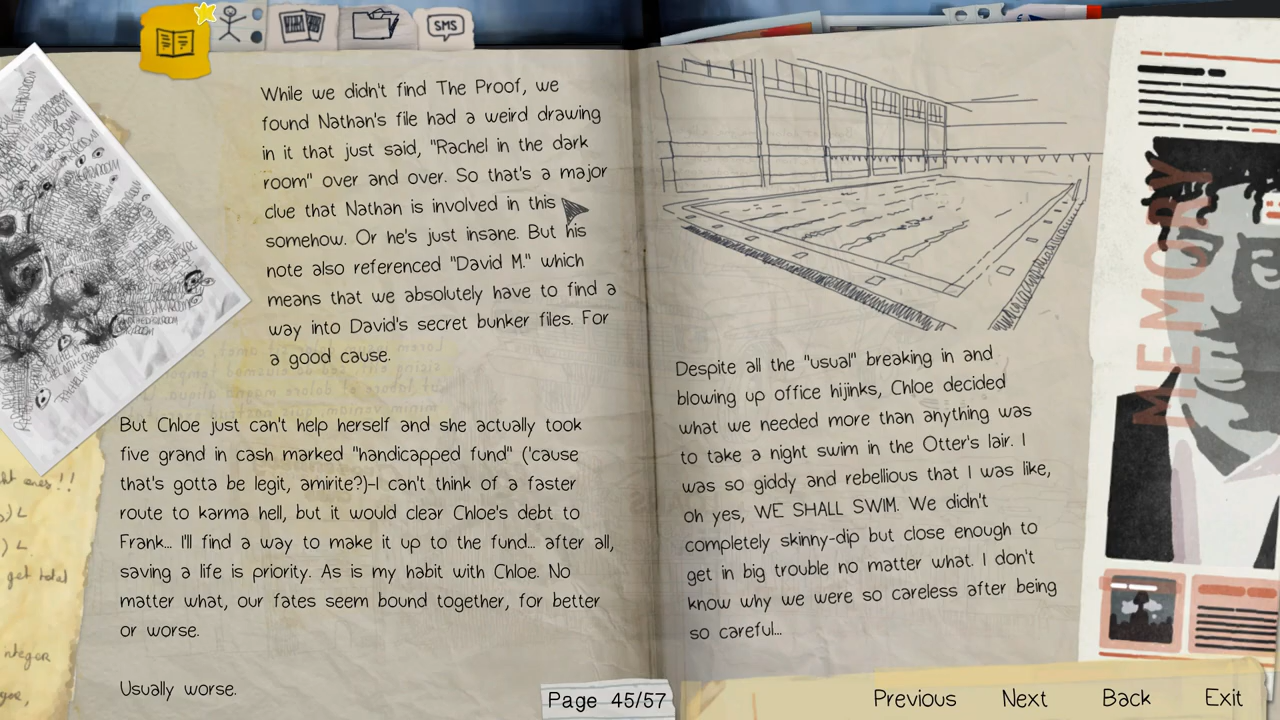 SMS
While we didn't find The Proof, we
found Nathan's file had a weird drawing
in it that just said, "Rachel in the dark
room" over and over. So that's a major
clue that Nathan is involved in this
somehow. Or he's just insane. But his
note also referenced "David M." which
means that we absolutely have to find a
way into David's secret bunker files. For
a good cause.
But Chloe just can't help herself and she actually took
five grand in cash marked "handicapped fund" ('cause
that's gotta be legit, amirite?)–I can't think of a faster
route to karma hell, but it would clear Chloe's debt to
Frank... I'll find a way to make it up to the fund... after all,
saving a life is priority. As is my habit with Chloe. No
matter what, our fates seem bound together, for better
or worse.
Usually worse.
Despite all the "usual" breaking in and
blowing up office hijinks, Chloe decided
what we needed more than anything was
to take a night swim in the Otter's lair. I
was so giddy and rebellious that I was like,
oh yes, WE SHALL SWIM. We didn't
completely skinny-dip but close enough to
get in big trouble no matter what. I don't
know why we were so careless after being
so careful...
MEMORY
Page 45/57
Previous
Next
Back
Exit